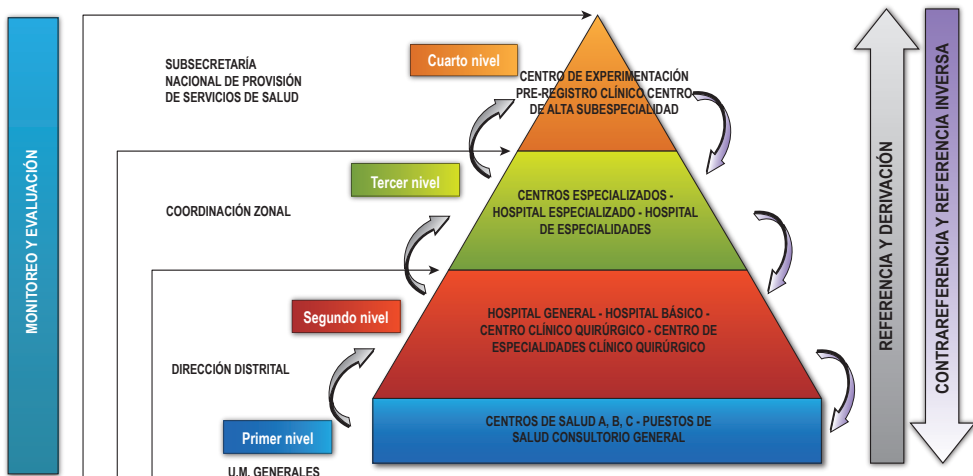 MONITOREO Y EVALUACIÓN
SUBSECRETARÍA
NACIONAL DE PROVISIÓN
DE SERVICIOS DE SALUD
Cuarto nivel
CENTRO DE EXPERIMENTACIÓN
PRE-REGISTRO CLÍNICO CENTRO
DE ALTA SUBESPECIALIDAD
Tercer nivel
COORDINACIÓN ZONAL
CENTROS ESPECIALIZADOS -
HOSPITAL ESPECIALIZADO - HOSPITAL
DE ESPECIALIDADES
Segundo nivel
HOSPITAL GENERAL - HOSPITAL BÁSICO -
CENTRO CLÍNICO QUIRÚRGICO - CENTRO DE
ESPECIALIDADES CLÍNICO QUIRÚRGICO
DIRECCIÓN DISTRITAL
Primer nivel
CENTROS DE SALUD A, B, C - PUESTOS DE
SALUD CONSULTORIO GENERAL
U.M. GENERALES
REFERENCIA Y DERIVACIÓN
CONTRAREFERENCIA Y REFERENCIA INVERSA